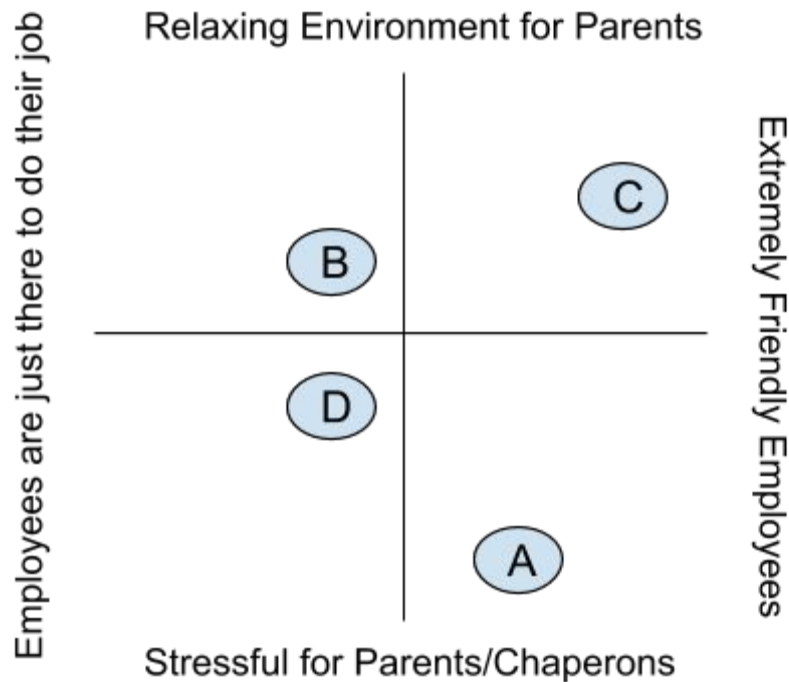 Relaxing Environment for Parents
Employees are just there to do their job
Extremely Friendly Employees
C
B
D
A
Stressful for Parents/Chaperons